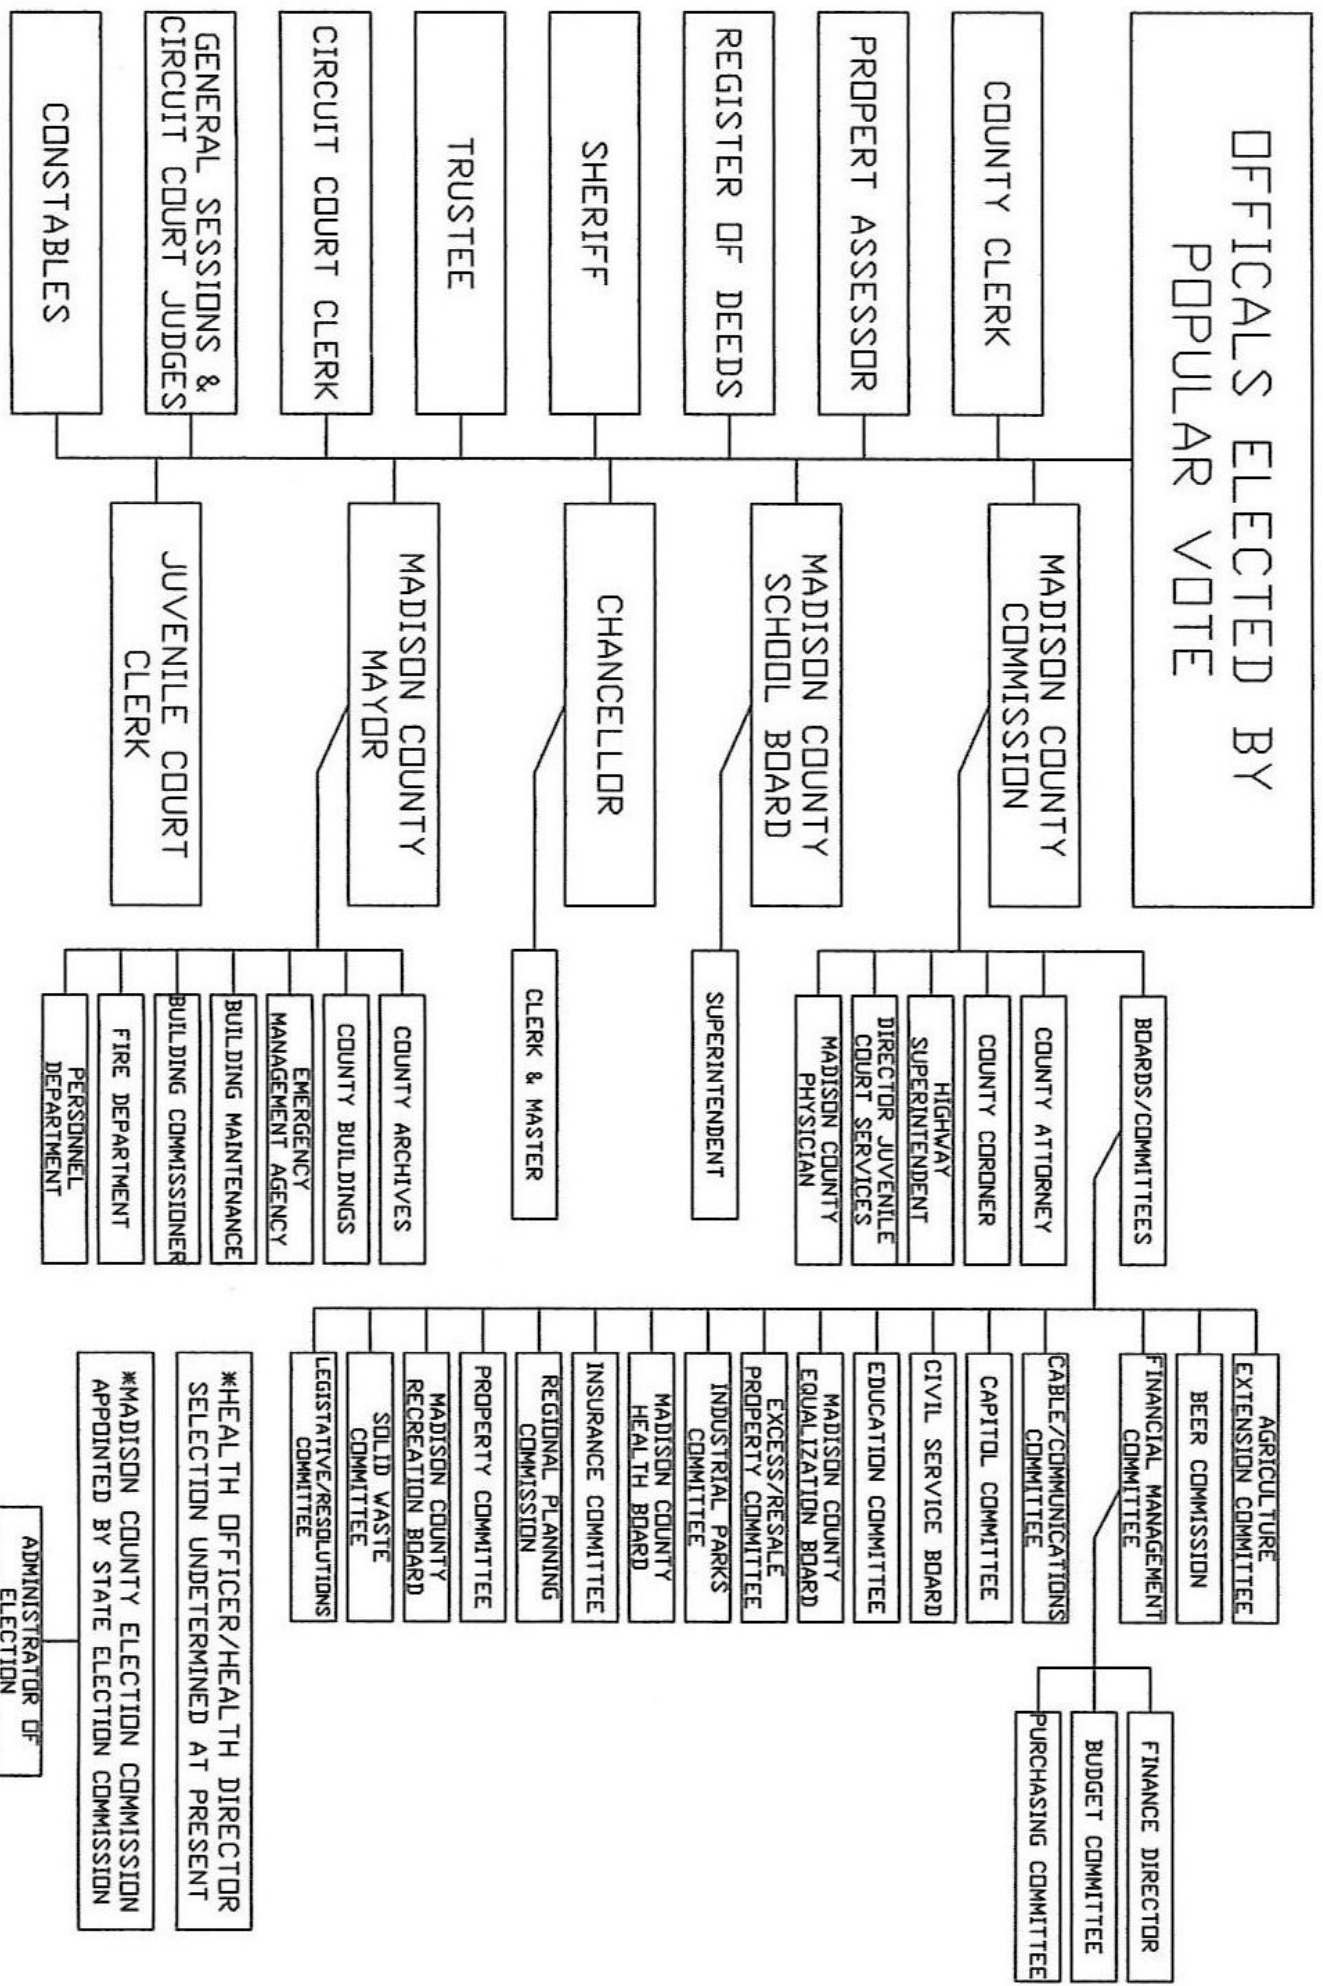 OFFICALS ELECTED BY
POPULAR VOTE
COUNTY CLERK
PROPERT ASSESSOR
REGISTER OF DEEDS
SHERIFF
TRUSTEE
CIRCUIT COURT CLERK
GENERAL SESSIONS &
CIRCUIT COURT JUDGES
CONSTABLES
MADISON COUNTY
COMMISSION
MADISON COUNTY
SCHOOL BOARD
CHANCELLOR
MADISON COUNTY
MAYOR
JUVENILE COURT
CLERK
BOARDS/COMMITTEES
COUNTY ATTORNEY
COUNTY CORONER
HIGHWAY
SUPERINTENDENT
DIRECTOR JUVENILE
COURT SERVICES
MADISON COUNTY
PHYSICIAN
SUPERINTENDENT
CLERK & MASTER
COUNTY ARCHIVES
COUNTY BUILDINGS
EMERGENCY
MANAGEMENT AGENCY
BUILDING MAINTENANCE
BUILDING COMMISSIONER
FIRE DEPARTMENT
PERSONNEL
DEPARTMENT
AGRICULTURE
EXTENSION COMMITTEE
BEER COMMISSION
FINANCIAL MANAGEMENT
COMMITTEE
CABLE/COMMUNICATIONS
COMMITTEE
CAPITOL COMMITTEE
CIVIL SERVICE BOARD
EDUCATION COMMITTEE
MADISON COUNTY
EQUALIZATION BOARD
EXCESS/RESALE
PROPERTY COMMITTEE
INDUSTRIAL PARKS
COMMITTEE
MADISON COUNTY
HEALTH BOARD
INSURANCE COMMITTEE
REGIONAL PLANNING
COMMISSION
PROPERTY COMMITTEE
MADISON COUNTY
RECREATION BOARD
SOLID WASTE
COMMITTEE
LEGISTATIVE/RESOLUTIONS
COMMITTEE
FINANCE DIRECTOR
BUDGET COMMITTEE
PURCHASING COMMITTEE
*HEALTH OFFICER/HEALTH DIRECTOR
SELECTION UNDETERMINED AT PRESENT
*MADISON COUNTY ELECTION COMMISSION
APPOINTED BY STATE ELECTION COMMISSION
ADMINISTRATOR OF
ELECTION